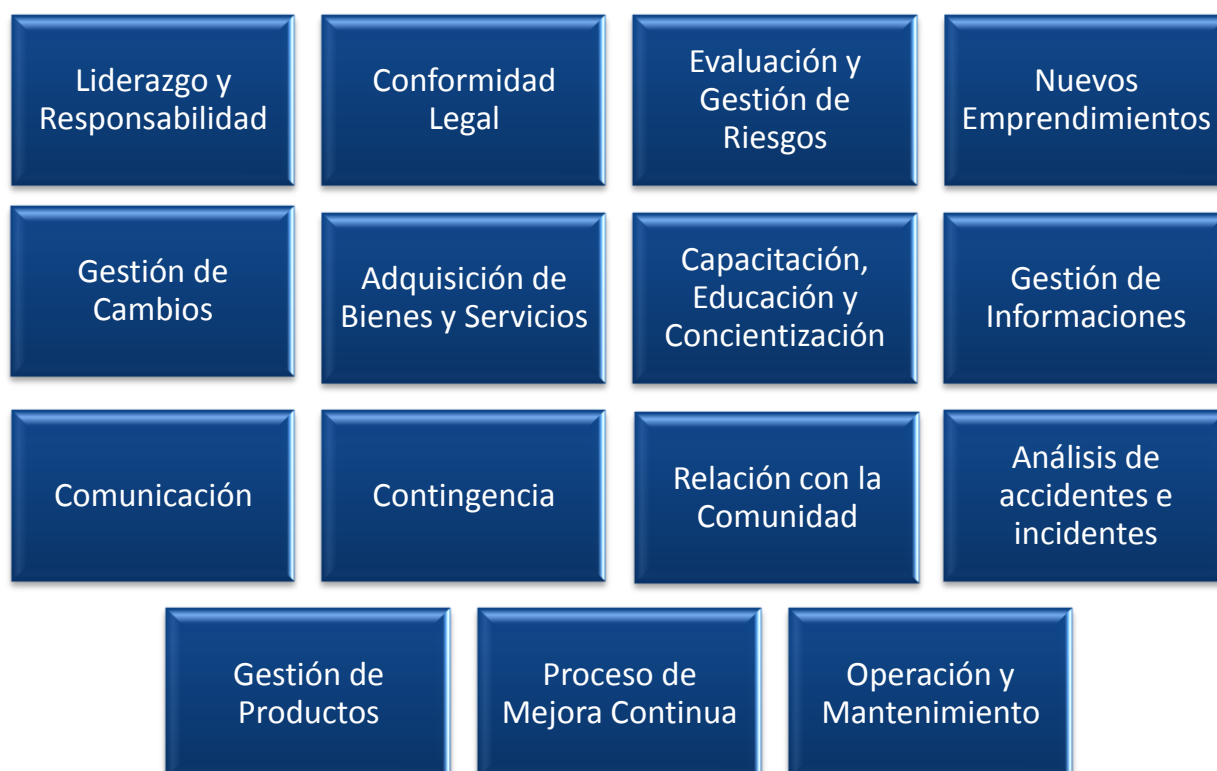 Liderazgo y
Responsabilidad
Conformidad
Legal
Evaluación y
Gestión de
Riesgos
Nuevos
Emprendimientos
Gestión de
Cambios
Adquisición de
Bienes y Servicios
Capacitación,
Educación y
Concientización
Gestión de
Informaciones
Comunicación
Contingencia
Relación con la
Comunidad
Análisis de
accidentes e
incidentes
Gestión de
Productos
Proceso de
Mejora Continua
Operación y
Mantenimiento